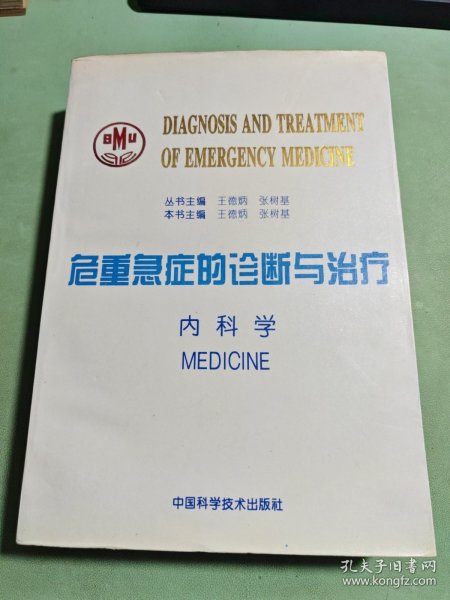 BMU
DIAGNOSIS AND TREATMENT
OF EMERGENCY MEDICINE
丛书主编 王德炳 张树基
本书主编 王德炳 张树基
危重急症的诊断与治疗
内科学
MEDICINE
中国科学技术出版社
孔夫子旧书网
www.kongfz.com